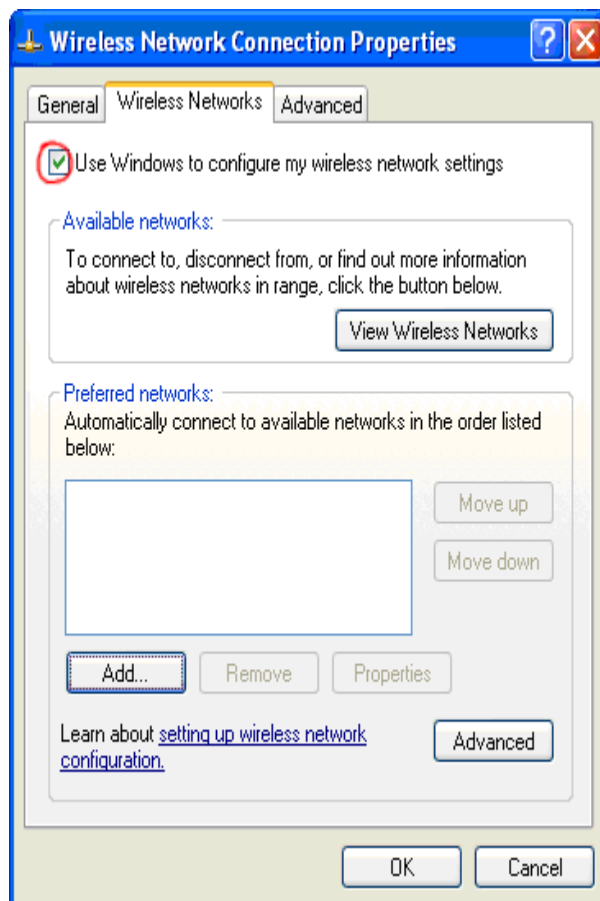 Wireless Network Connection Properties
General Wireless Networks Advanced
Use Windows to configure my wireless network settings
Available networks:
To connect to, disconnect from, or find out more information
about wireless networks in range, click the button below.
View Wireless Networks
Preferred networks:
Automatically connect to available networks in the order listed
below:
Move up
Move down
Add... Remove Properties
Learn about setting up wireless network
configuration.
Advanced
OK Cancel